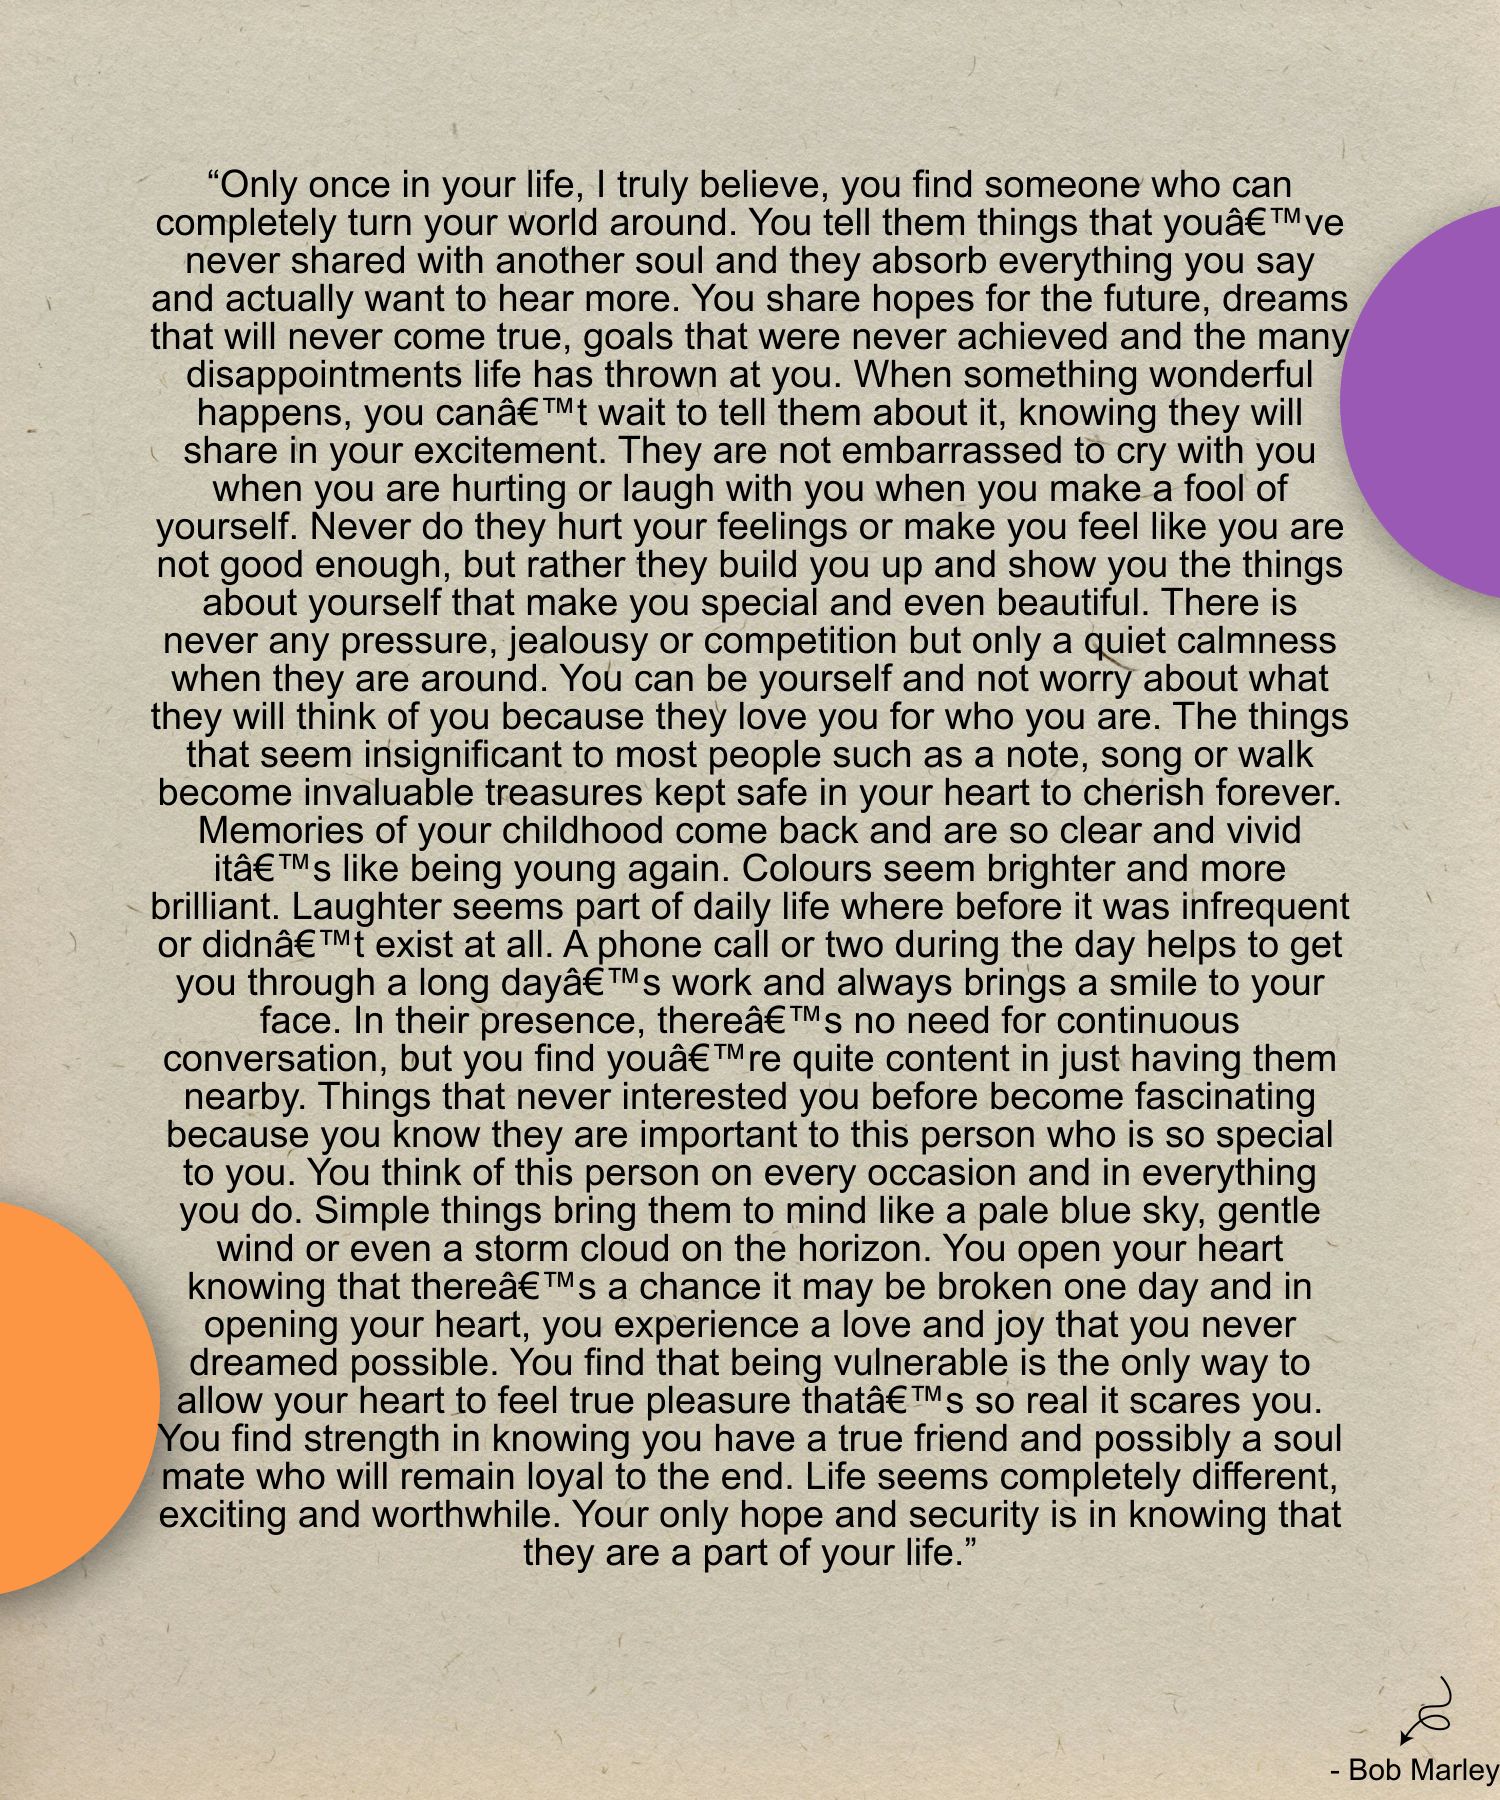 “Only once in your life, I truly believe, you find someone who can
completely turn your world around. You tell them things that youâ€™ve
never shared with another soul and they absorb everything you say
and actually want to hear more. You share hopes for the future, dreams
that will never come true, goals that were never achieved and the many
disappointments life has thrown at you. When something wonderful
happens, you canâ€™t wait to tell them about it, knowing they will
share in your excitement. They are not embarrassed to cry with you
when you are hurting or laugh with you when you make a fool of
yourself. Never do they hurt your feelings or make you feel like you are
not good enough, but rather they build you up and show you the things
about yourself that make you special and even beautiful. There is
never any pressure, jealousy or competition but only a quiet calmness
when they are around. You can be yourself and not worry about what
they will think of you because they love you for who you are. The things
that seem insignificant to most people such as a note, song or walk
become invaluable treasures kept safe in your heart to cherish forever.
Memories of your childhood come back and are so clear and vivid
itâ€™s like being young again. Colours seem brighter and more
brilliant. Laughter seems part of daily life where before it was infrequent
or didnâ€™t exist at all. A phone call or two during the day helps to get
you through a long dayâ€™s work and always brings a smile to your
face. In their presence, thereâ€™s no need for continuous
conversation, but you find youâ€™re quite content in just having them
nearby. Things that never interested you before become fascinating
because you know they are important to this person who is so special
to you. You think of this person on every occasion and in everything
you do. Simple things bring them to mind like a pale blue sky, gentle
wind or even a storm cloud on the horizon. You open your heart
knowing that thereâ€™s a chance it may be broken one day and in
opening your heart, you experience a love and joy that you never
dreamed possible. You find that being vulnerable is the only way to
allow your heart to feel true pleasure thatâ€™s so real it scares you.
You find strength in knowing you have a true friend and possibly a soul
mate who will remain loyal to the end. Life seems completely different,
exciting and worthwhile. Your only hope and security is in knowing that
they are a part of your life.”
- Bob Marley